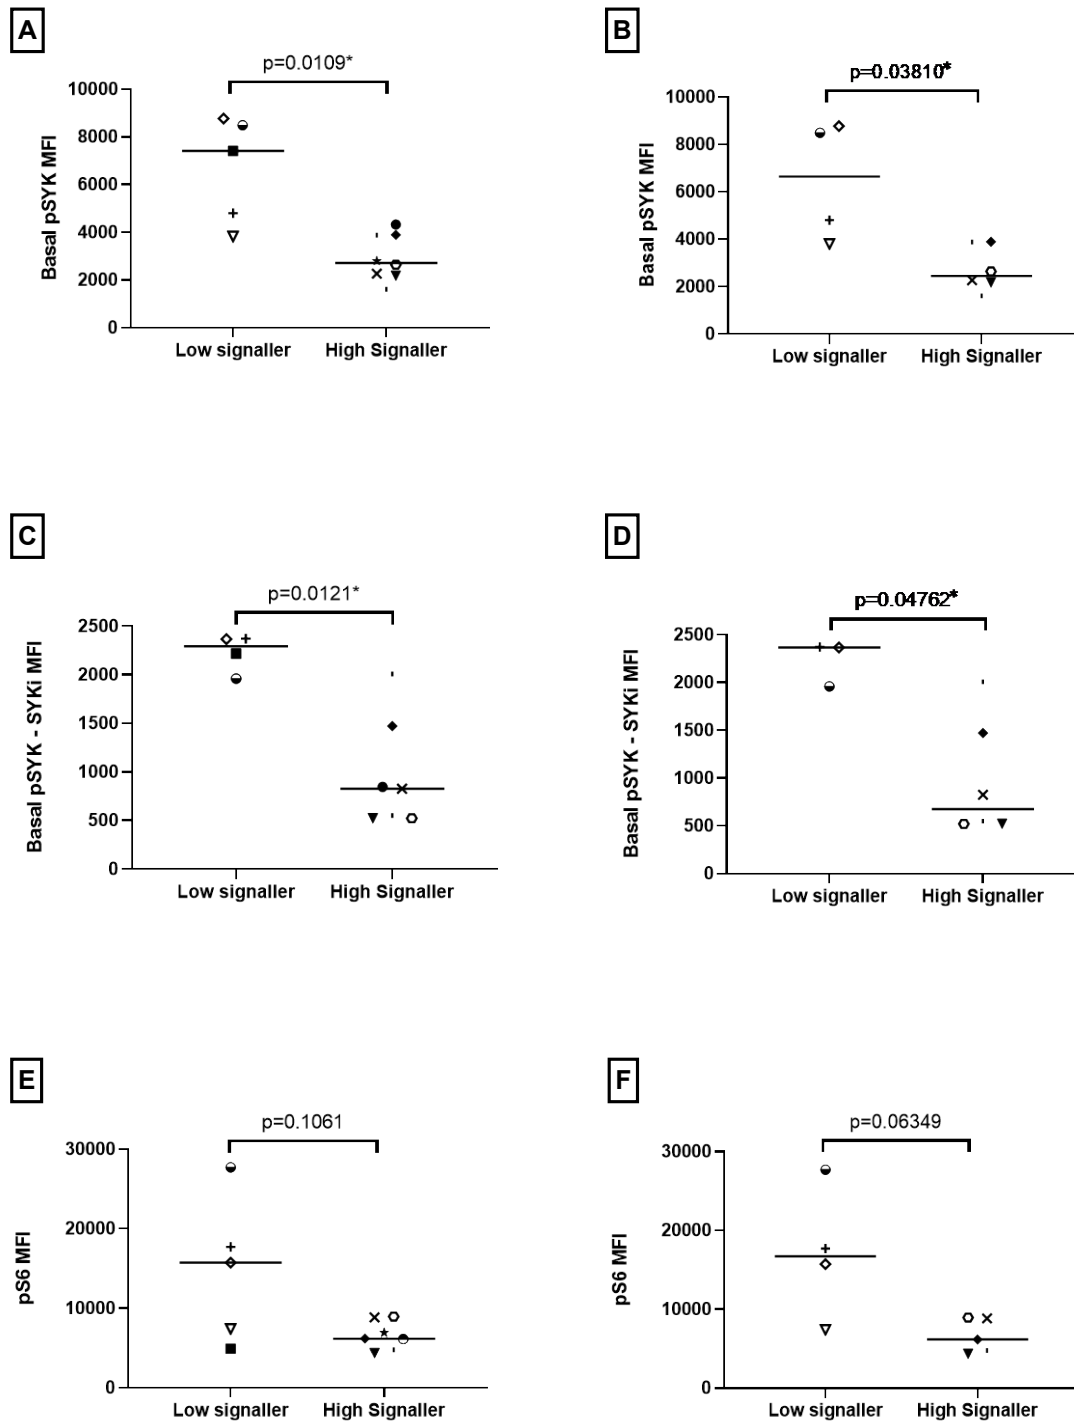 A
p=0.0109*
10000
8000
6000
4000
2000
0
Basal pSYK MFI
Low signaller High Signaller
B
p=0.03810*
10000
8000
6000
4000
2000
0
Basal pSYK MFI
Low signaller High Signaller
C
p=0.0121*
2500
2000
1500
1000
500
0
Basal pSYK - SYKi MFI
Low signaller High Signaller
D
p=0.04762*
2500
2000
1500
1000
500
0
Basal pSYK - SYKi MFI
Low signaller High Signaller
E
p=0.1061
30000
20000
10000
0
pS6 MFI
Low signaller High Signaller
F
p=0.06349
30000
20000
10000
0
pS6 MFI
Low signaller High Signaller